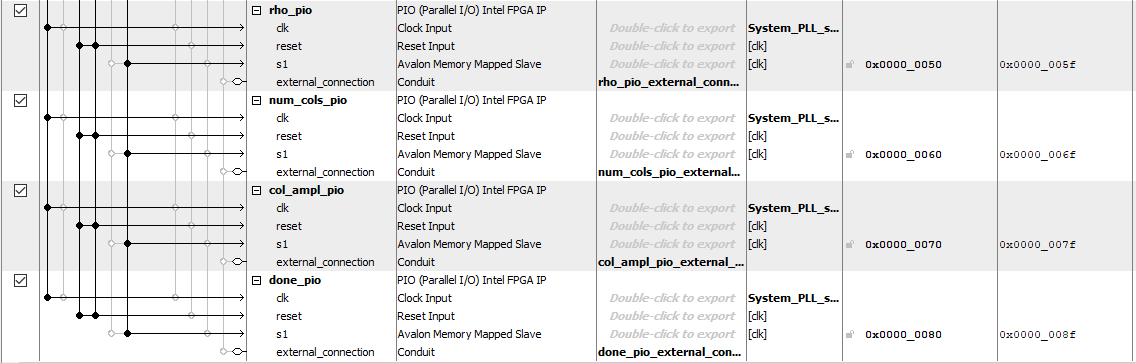 rho_pio PIO (Parallel I/O) Intel FPGA IP
clk Clock Input Double-click to export System_PLL_s...
reset Reset Input Double-click to export [clk]
s1 Avalon Memory Mapped Slave Double-click to export [clk] 0x0000_0050 0x0000_005f
external_connection Conduit rho_pio_external_conn...
num_cols_pio PIO (Parallel I/O) Intel FPGA IP
clk Clock Input Double-click to export System_PLL_s...
reset Reset Input Double-click to export [clk]
s1 Avalon Memory Mapped Slave Double-click to export [clk] 0x0000_0060 0x0000_006f
external_connection Conduit num_cols_pio_external...
col_ampl_pio PIO (Parallel I/O) Intel FPGA IP
clk Clock Input Double-click to export System_PLL_s...
reset Reset Input Double-click to export [clk]
s1 Avalon Memory Mapped Slave Double-click to export [clk] 0x0000_0070 0x0000_007f
external_connection Conduit col_ampl_pio_external_...
done_pio PIO (Parallel I/O) Intel FPGA IP
clk Clock Input Double-click to export System_PLL_s...
reset Reset Input Double-click to export [clk]
s1 Avalon Memory Mapped Slave Double-click to export [clk] 0x0000_0080 0x0000_008f
external_connection Conduit done_pio_external_con...